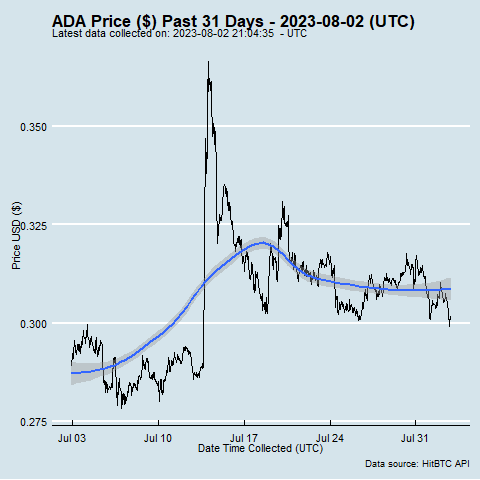 ADA Price ($) Past 31 Days - 2023-08-02 (UTC)
Latest data collected on: 2023-08-02 21:04:35 - UTC
0.350
0.325
0.300
0.275
Price USD ($)
Jul 03 Jul 10 Jul 17 Jul 24 Jul 31
Date Time Collected (UTC)
Data source: HitBTC API